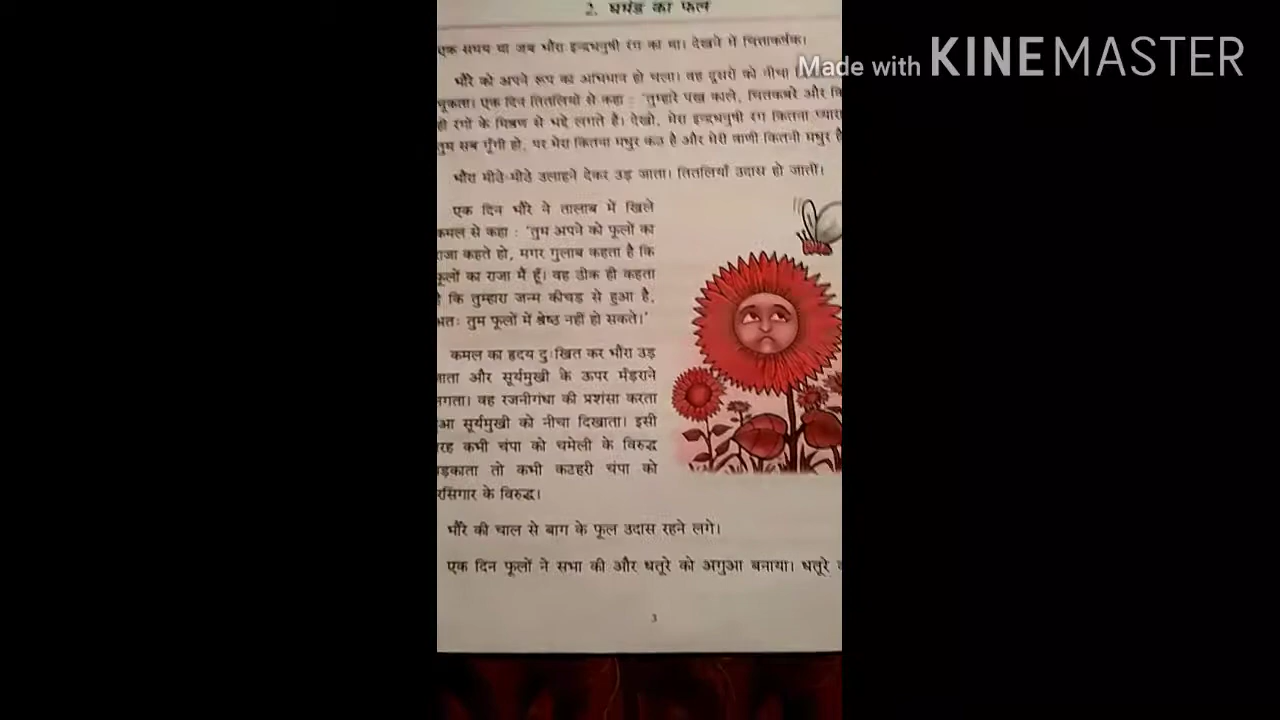 2. घमंड का फल
Made with KINEMASTER
एक समय था जब भौंरा इन्द्रधनुषी रंग का था। देखने में चित्ताकर्षक।
भौंरे को अपने रूप का अभिमान हो चला। वह दूसरों को नीचा
चूकता। एक दिन तितलियों से कहा : 'तुम्हारे पंख काले, चितकबरे और
ही रंगों के मिश्रण से भद्दे लगते हैं। देखो, मेरा इन्द्रधनुषी रंग कितना प्यारा
तुम सब गूँगी हो, पर मेरा कितना मधुर कंठ है और मेरी वाणी कितनी मधुर है
भौंरा मीठे-मीठे उलाहने देकर उड़ जाता। तितलियाँ उदास हो जातीं।
एक दिन भौंरे ने तालाब में खिले
कमल से कहा : 'तुम अपने को फूलों का
राजा कहते हो, मगर गुलाब कहता है कि
फूलों का राजा मैं हूँ। वह ठीक ही कहता
है कि तुम्हारा जन्म कीचड़ से हुआ है,
अतः तुम फूलों में श्रेष्ठ नहीं हो सकते।'
कमल का हृदय दुःखित कर भौंरा उड़
जाता और सूर्यमुखी के ऊपर मँडराने
लगता। वह रजनीगंधा की प्रशंसा करता
हुआ सूर्यमुखी को नीचा दिखाता। इसी
तरह कभी चंपा को चमेली के विरुद्ध
भड़काता तो कभी कटहरी चंपा को
हरसिंगार के विरुद्ध।
भौंरे की चाल से बाग के फूल उदास रहने लगे।
एक दिन फूलों ने सभा की और धतूरे को अगुआ बनाया। धतूरे
3